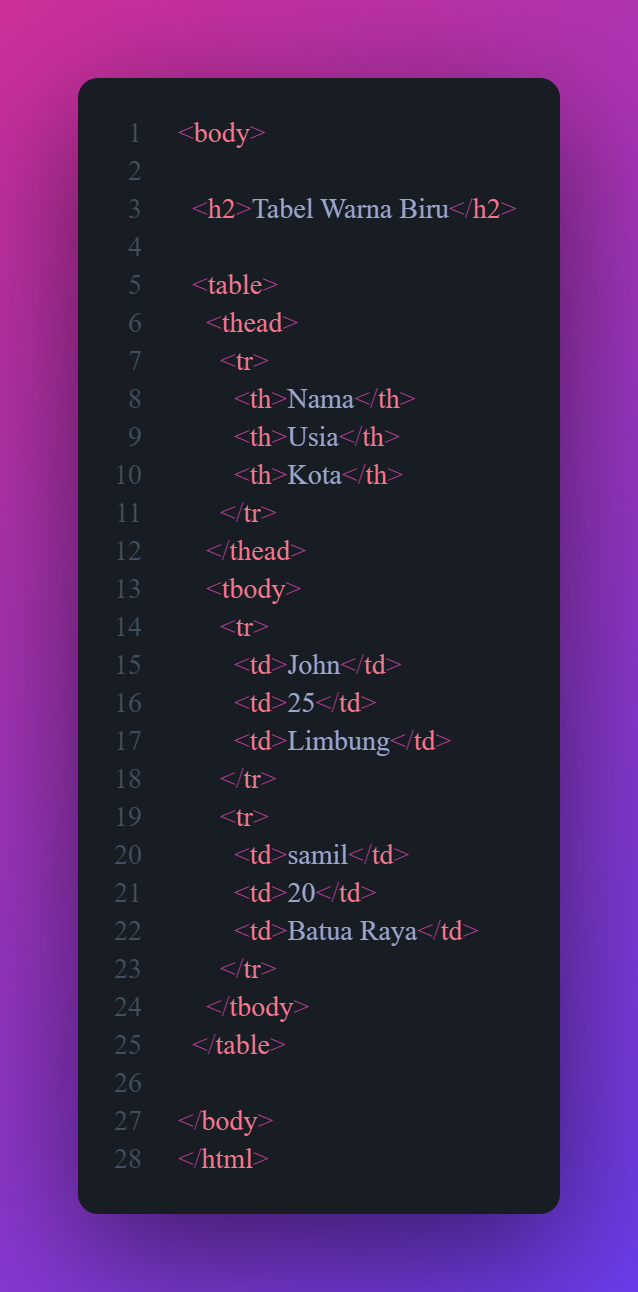 1 <body>
2
3 <h2>Tabel Warna Biru</h2>
4
5 <table>
6 <thead>
7 <tr>
8 <th>Nama</th>
9 <th>Usia</th>
10 <th>Kota</th>
11 </tr>
12 </thead>
13 <tbody>
14 <tr>
15 <td>John</td>
16 <td>25</td>
17 <td>Limbung</td>
18 </tr>
19 <tr>
20 <td>samil</td>
21 <td>20</td>
22 <td>Batua Raya</td>
23 </tr>
24 </tbody>
25 </table>
26
27 </body>
28 </html>